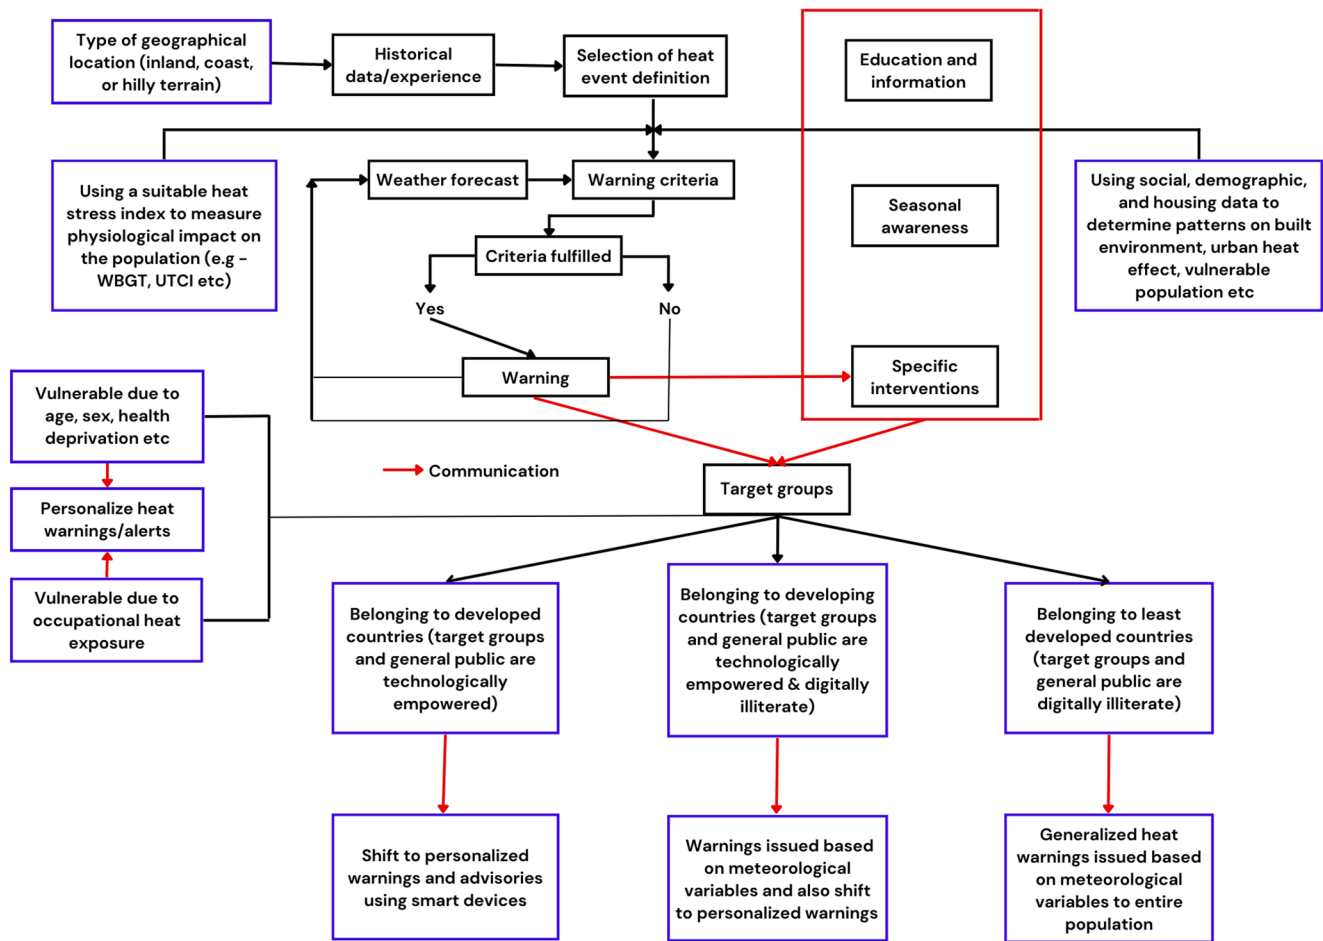 Type of geographical
location (inland, coast,
or hilly terrain)
Historical
data/experience
Selection of heat
event definition
Education and
information
Using a suitable heat
stress index to measure
physiological impact on
the population (e.g -
WBGT, UTCI etc)
Weather forecast
Warning criteria
Seasonal
awareness
Using social, demographic,
and housing data to
determine patterns on built
environment, urban heat
effect, vulnerable
population etc
Criteria fulfilled
Yes
No
Warning
Specific
interventions
Vulnerable due to
age, sex, health
deprivation etc
Communication
Target groups
Personalize heat
warnings/alerts
Vulnerable due to
occupational heat
exposure
Belonging to developed
countries (target groups
and general public are
technologically
empowered)
Belonging to developing
countries (target groups
and general public are
technologically
empowered & digitally
illiterate)
Belonging to least
developed countries
(target groups and
general public are
digitally illiterate)
Shift to personalized
warnings and advisories
using smart devices
Warnings issued based
on meteorological
variables and also shift
to personalized warnings
Generalized heat
warnings issued based
on meteorological
variables to entire
population